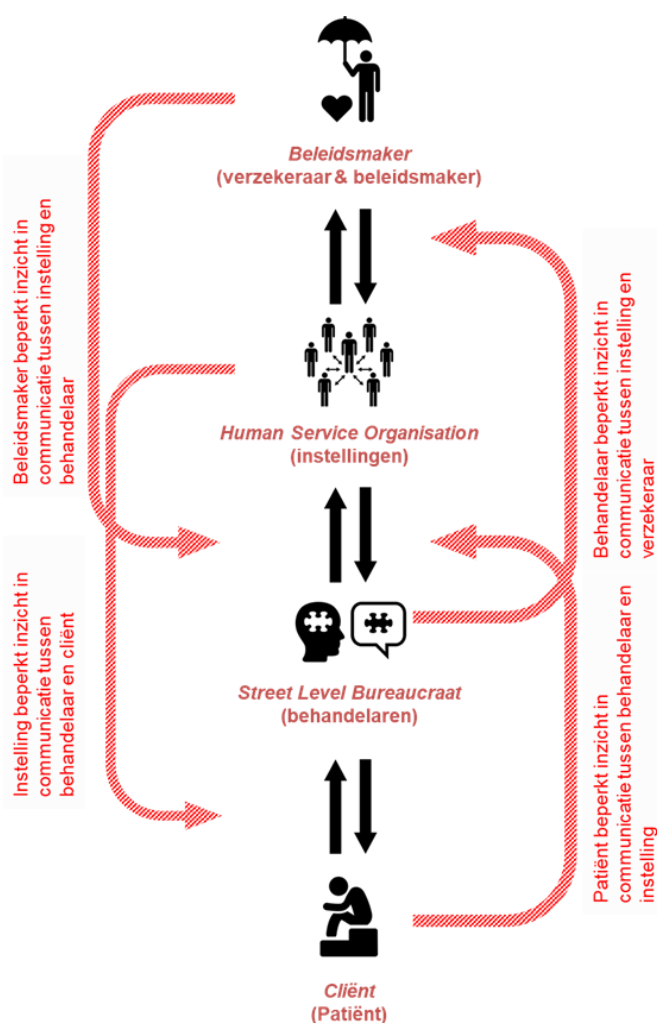 Beleidsmaker
(verzekeraar & beleidsmaker)
Beleidsmaker beperkt inzicht in
communicatie tussen instelling en
behandelaar
Behandelaar beperkt inzicht in
communicatie tussen instelling en
verzekeraar
Human Service Organisation
(instellingen)
Instelling beperkt inzicht in
communicatie tussen
behandelaar en cliënt
Patiënt beperkt inzicht in
communicatie tussen behandelaar en
instelling
Street Level Bureaucraat
(behandelaren)
Cliënt
(Patiënt)